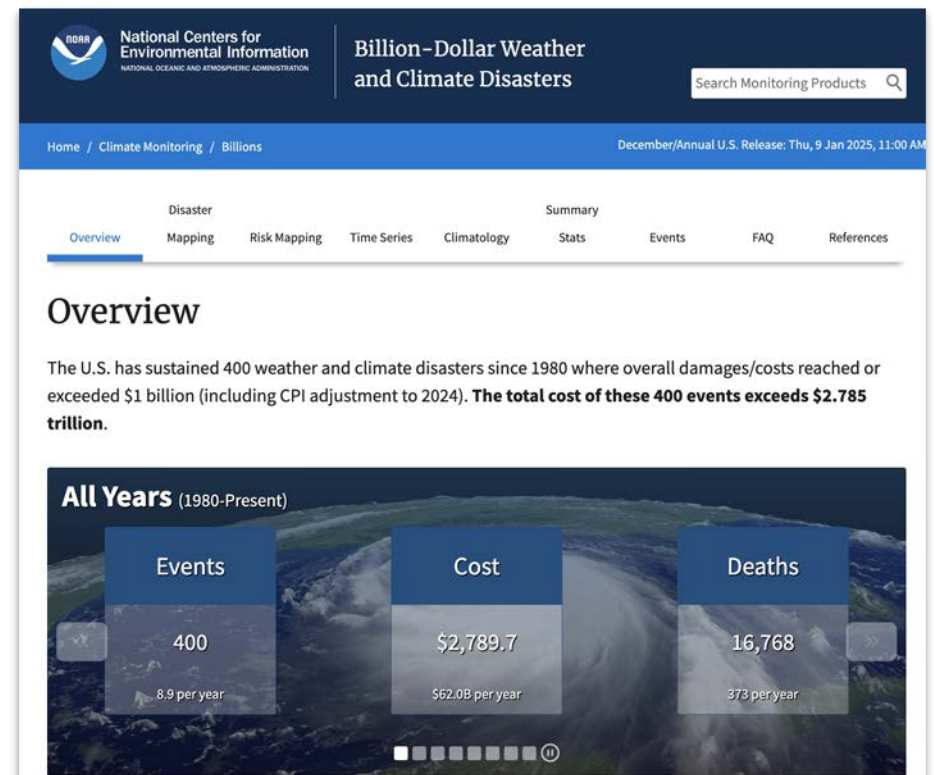 NOAA
National Centers for
Environmental Information
NATIONAL OCEANIC AND ATMOSPHERIC ADMINISTRATION
Billion-Dollar Weather
and Climate Disasters
Search Monitoring Products
Home / Climate Monitoring / Billions
December/Annual U.S. Release: Thu, 9 Jan 2025, 11:00 AM
Overview
Disaster
Mapping
Risk Mapping
Time Series
Climatology
Summary
Stats
Events
FAQ
References
Overview
The U.S. has sustained 400 weather and climate disasters since 1980 where overall damages/costs reached or
exceeded $1 billion (including CPI adjustment to 2024). The total cost of these 400 events exceeds $2.785
trillion.
All Years (1980-Present)
Events
400
8.9 per year
Cost
$2,789.7
$62.0B per year
Deaths
16,768
373 per year